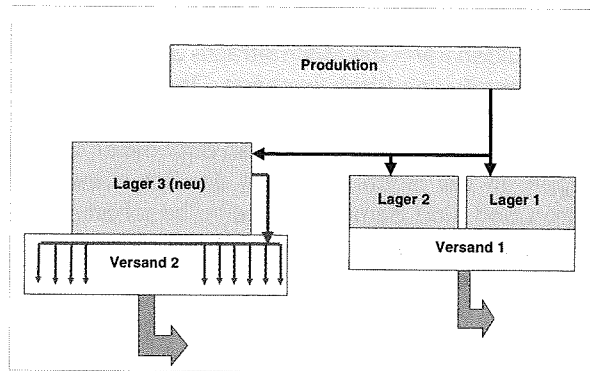 Produktion
Lager 3 (neu)
Lager 2
Lager 1
Versand 1
Versand 2